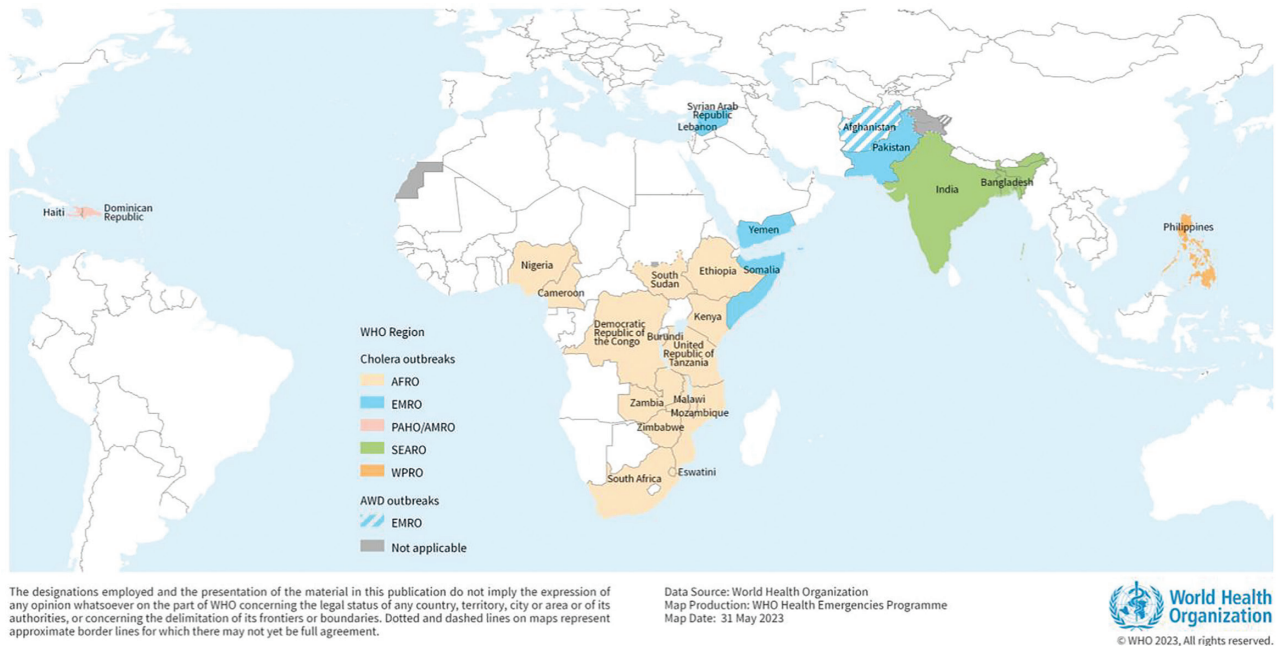 Syrian Arab
Republic
Lebanon
Afghanistan
Pakistan
India
Bangladesh
Haiti
Dominican
Republic
Yemen
Philippines
Nigeria
South
Sudan
Ethiopia
Somalia
Cameroon
Kenya
Democratic
Republic of
the Congo
Burundi
United
Republic of
Tanzania
Zambia
Malawi
Mozambique
Zimbabwe
South Africa
Eswatini
WHO Region
Cholera outbreaks
AFRO
EMRO
PAHO/AMRO
SEARO
WPRO
AWD outbreaks
EMRO
Not applicable
The designations employed and the presentation of the material in this publication do not imply the expression of
any opinion whatsoever on the part of WHO concerning the legal status of any country, territory, city or area or of its
authorities, or concerning the delimitation of its frontiers or boundaries. Dotted and dashed lines on maps represent
approximate border lines for which there may not yet be full agreement.
Data Source: World Health Organization
Map Production: WHO Health Emergencies Programme
Map Date: 31 May 2023
World Health
Organization
© WHO 2023, All rights reserved.